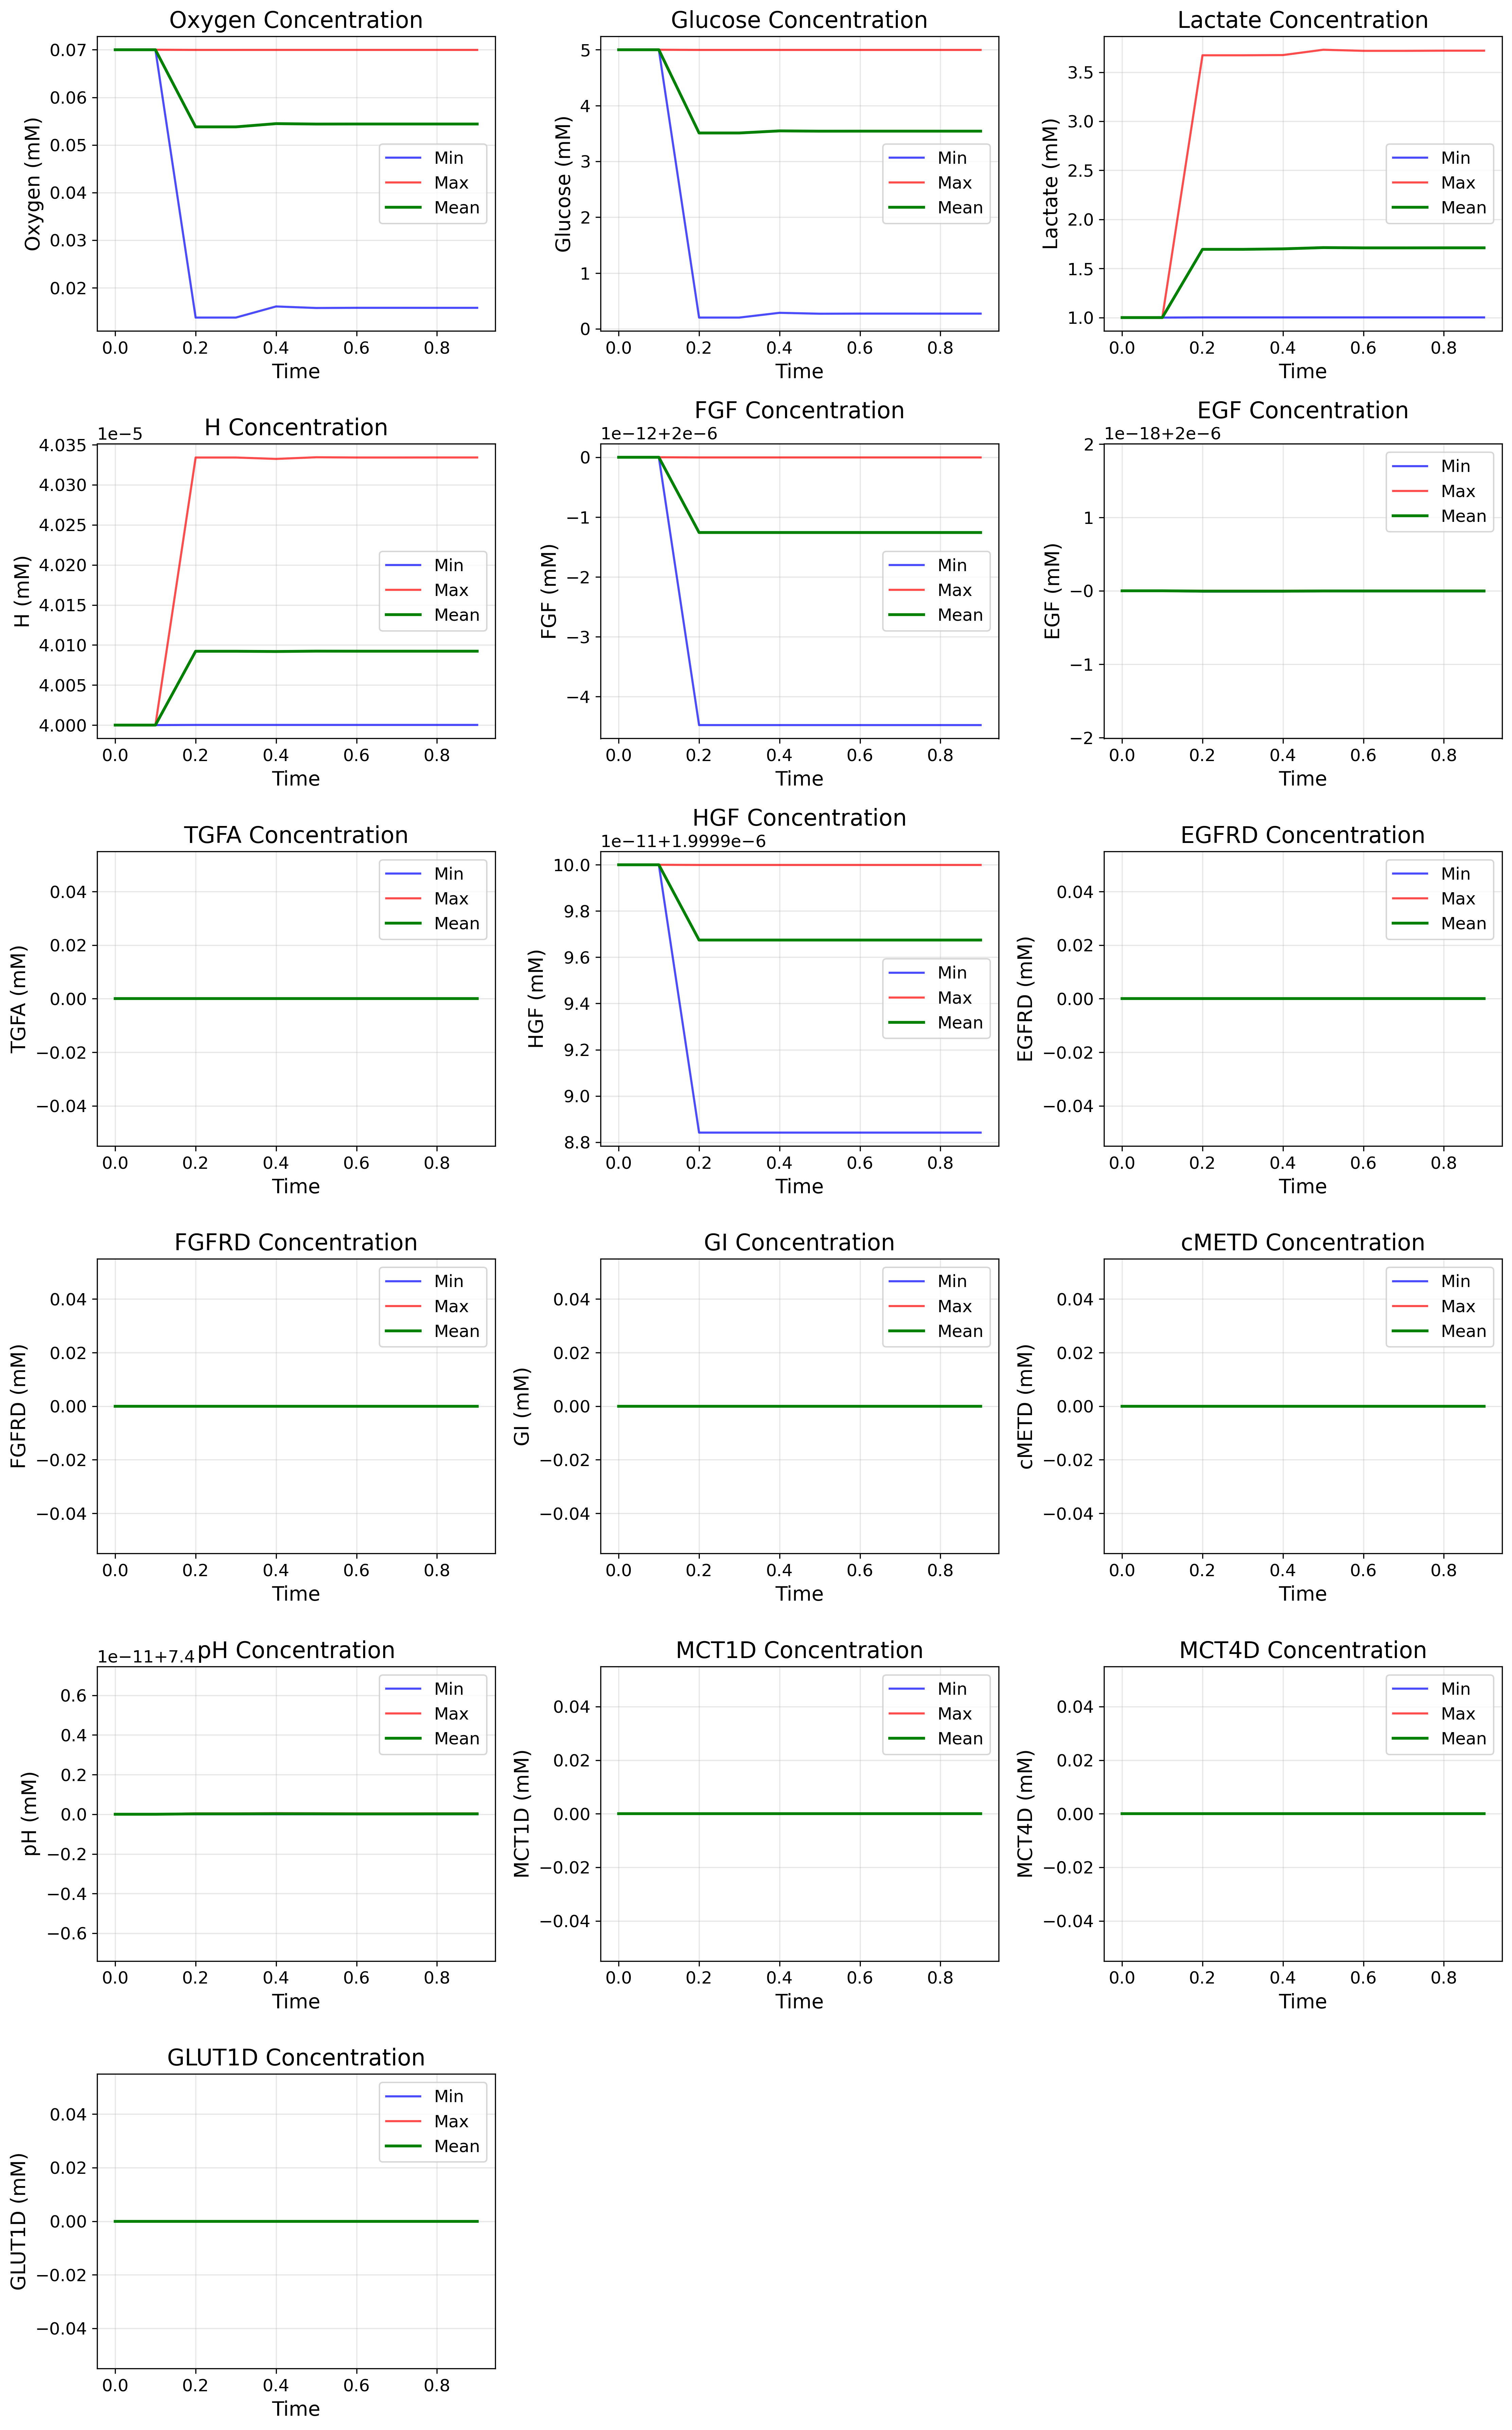 Oxygen Concentration
Oxygen (mM)
0.07
0.06
0.05
0.04
0.03
0.02
Min
Max
Mean
0.0 0.2 0.4 0.6 0.8
Time
Glucose Concentration
Glucose (mM)
5
4
3
2
1
0
Min
Max
Mean
0.0 0.2 0.4 0.6 0.8
Time
Lactate Concentration
Lactate (mM)
3.5
3.0
2.5
2.0
1.5
1.0
Min
Max
Mean
0.0 0.2 0.4 0.6 0.8
Time
H Concentration
1e−5
H (mM)
4.035
4.030
4.025
4.020
4.015
4.010
4.005
4.000
Min
Max
Mean
0.0 0.2 0.4 0.6 0.8
Time
FGF Concentration
1e−12+2e−6
FGF (mM)
0
−1
−2
−3
−4
Min
Max
Mean
0.0 0.2 0.4 0.6 0.8
Time
EGF Concentration
1e−18+2e−6
EGF (mM)
2
1
−0
−1
−2
Min
Max
Mean
0.0 0.2 0.4 0.6 0.8
Time
TGFA Concentration
TGFA (mM)
0.04
0.02
0.00
−0.02
−0.04
Min
Max
Mean
0.0 0.2 0.4 0.6 0.8
Time
HGF Concentration
1e−11+1.9999e−6
HGF (mM)
10.0
9.8
9.6
9.4
9.2
9.0
8.8
Min
Max
Mean
0.0 0.2 0.4 0.6 0.8
Time
EGFRD Concentration
EGFRD (mM)
0.04
0.02
0.00
−0.02
−0.04
Min
Max
Mean
0.0 0.2 0.4 0.6 0.8
Time
FGFRD Concentration
FGFRD (mM)
0.04
0.02
0.00
−0.02
−0.04
Min
Max
Mean
0.0 0.2 0.4 0.6 0.8
Time
GI Concentration
GI (mM)
0.04
0.02
0.00
−0.02
−0.04
Min
Max
Mean
0.0 0.2 0.4 0.6 0.8
Time
cMETD Concentration
cMETD (mM)
0.04
0.02
0.00
−0.02
−0.04
Min
Max
Mean
0.0 0.2 0.4 0.6 0.8
Time
pH Concentration
1e−11+7.4
pH (mM)
0.6
0.4
0.2
0.0
−0.2
−0.4
−0.6
Min
Max
Mean
0.0 0.2 0.4 0.6 0.8
Time
MCT1D Concentration
MCT1D (mM)
0.04
0.02
0.00
−0.02
−0.04
Min
Max
Mean
0.0 0.2 0.4 0.6 0.8
Time
MCT4D Concentration
MCT4D (mM)
0.04
0.02
0.00
−0.02
−0.04
Min
Max
Mean
0.0 0.2 0.4 0.6 0.8
Time
GLUT1D Concentration
GLUT1D (mM)
0.04
0.02
0.00
−0.02
−0.04
Min
Max
Mean
0.0 0.2 0.4 0.6 0.8
Time